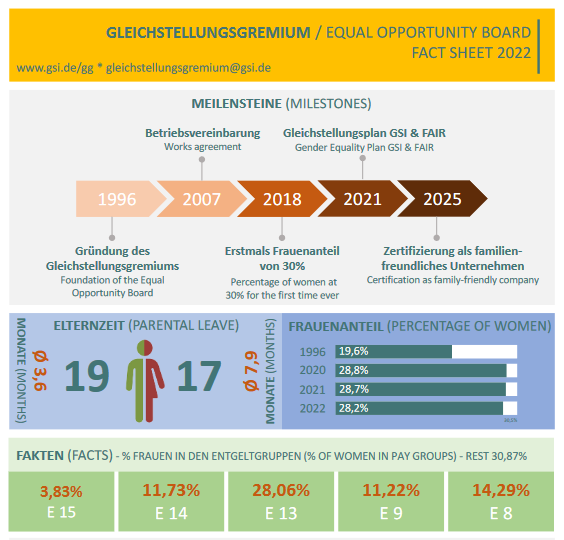 GLEICHSTELLUNGSGREMIUM / EQUAL OPPORTUNITY BOARD
FACT SHEET 2022
www.gsi.de/gg * gleichstellungsgremium@gsi.de
MEILENSTEINE (MILESTONES)
Betriebsvereinbarung
Works agreement
Gleichstellungsplan GSI & FAIR
Gender Equality Plan GSI & FAIR
1996
2007
2018
2021
2025
Gründung des
Gleichstellungsgremiums
Foundation of the Equal
Opportunity Board
Erstmals Frauenanteil
von 30%
Percentage of women at
30% for the first time ever
Zertifizierung als familien-
freundliches Unternehmen
Certification as family-friendly company
ELTERNZEIT (PARENTAL LEAVE)
MONATE (MONTHS)
Ø 3,6
19
17
Ø 7,9
MONATE (MONTHS)
FRAUENANTEIL (PERCENTAGE OF WOMEN)
1996 19,6%
2020 28,8%
2021 28,7%
2022 28,2%
FAKTEN (FACTS) - % FRAUEN IN DEN ENTGELTGRUPPEN (% OF WOMEN IN PAY GROUPS) - REST 30,87%
3,83%
E 15
11,73%
E 14
28,06%
E 13
11,22%
E 9
14,29%
E 8